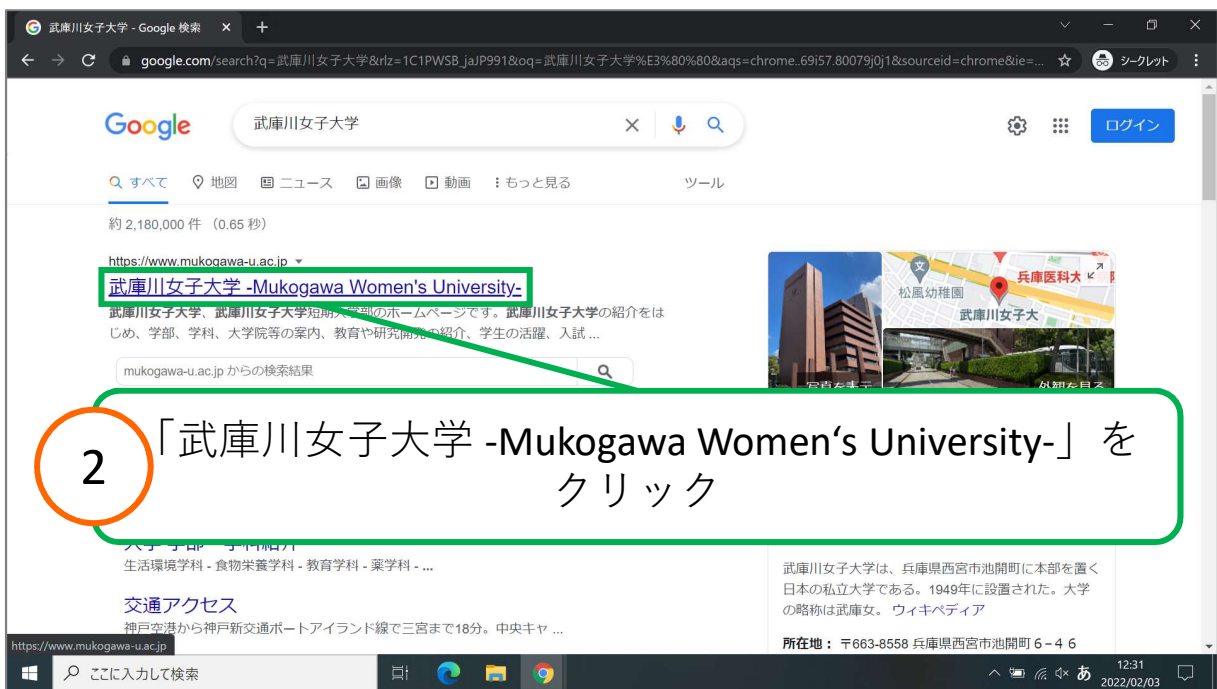 武庫川女子大学 - Google 検索
google.com/search?q=武庫川女子大学&rlz=1C1PWSB_jaJP991&oq=武庫川女子大学%E3%80%80&aqs=chrome..69i57.80079j0j1&sourceid=chrome&ie=...
シークレット
Google
武庫川女子大学
ログイン
すべて 地図 ニュース 画像 動画 もっと見る ツール
約 2,180,000 件 (0.65 秒)
https://www.mukogawa-u.ac.jp
武庫川女子大学 -Mukogawa Women's University-
武庫川女子大学、武庫川女子大学短期大学部のホームページです。武庫川女子大学の紹介をは
じめ、学部、学科、大学院等の案内、教育や研究開発の紹介、学生の活躍、入試 ...
mukogawa-u.ac.jp からの検索結果
松風幼稚園
兵庫医科大
武庫川女子大
写真を表示
外観を見る
2
「武庫川女子大学 -Mukogawa Women‘s University-」を
クリック
大学 学部・学科紹介
生活環境学科 - 食物栄養学科 - 教育学科 - 薬学科 - ...
交通アクセス
神戸空港から神戸新交通ポートアイランド線で三宮まで18分。中央キャ ...
武庫川女子大学は、兵庫県西宮市池開町に本部を置く
日本の私立大学である。1949年に設置された。大学
の略称は武庫女。 ウィキペディア
所在地： 〒663-8558 兵庫県西宮市池開町６−４６
https://www.mukogawa-u.ac.jp
ここに入力して検索
あ
12:31
2022/02/03